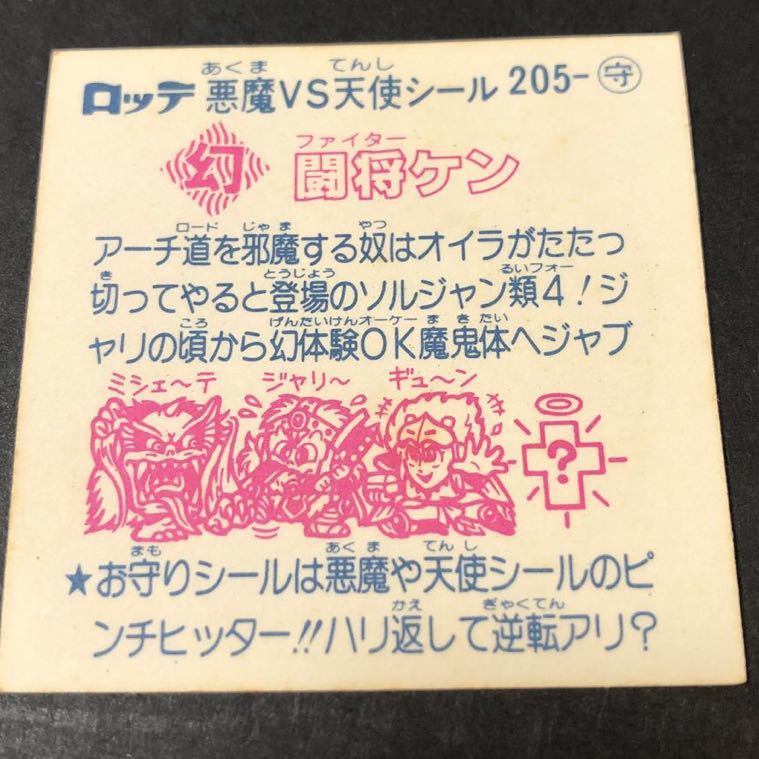 あくま てんし
ロッテ 悪魔VS天使シール 205-守
ファイター
幻 闘将ケン
ロード じゃま やつ
アーチ道を邪魔する奴はオイラがたたっ
き とうじょう るいフォー
切ってやると登場のソルジャン類4!ジ
ころ げんたいけんオーケー ま き たい
ャリの頃から幻体験OK魔鬼体へジャブ
ミシェ〜テ ジャリ〜 ギュ〜ン
?
まも あくま てん し
★お守りシールは悪魔や天使シールのピ
かえ ぎゃくてん
ンチヒッター!!ハリ返して逆転アリ?